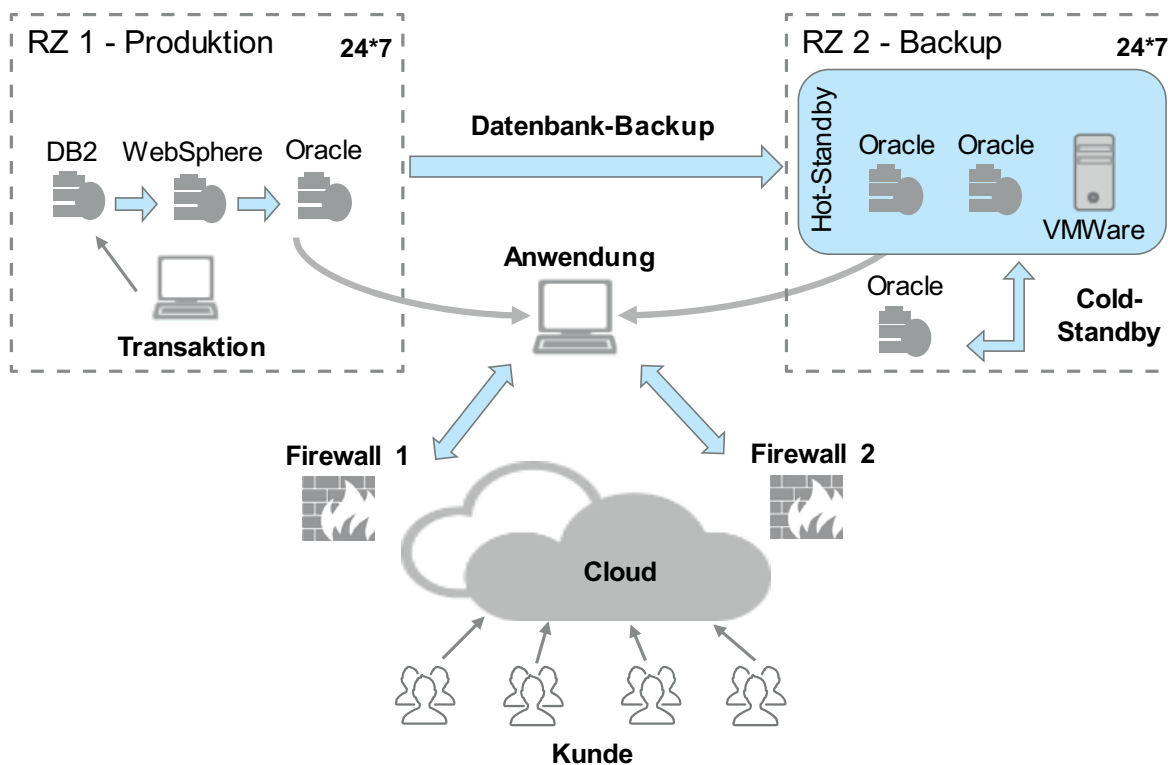 RZ 1 - Produktion
24*7
DB2
WebSphere
Oracle
Transaktion
Datenbank-Backup
Anwendung
RZ 2 - Backup
24*7
Hot-Standby
Oracle
Oracle
VMWare
Oracle
Cold-
Standby
Firewall 1
Firewall 2
Cloud
Kunde